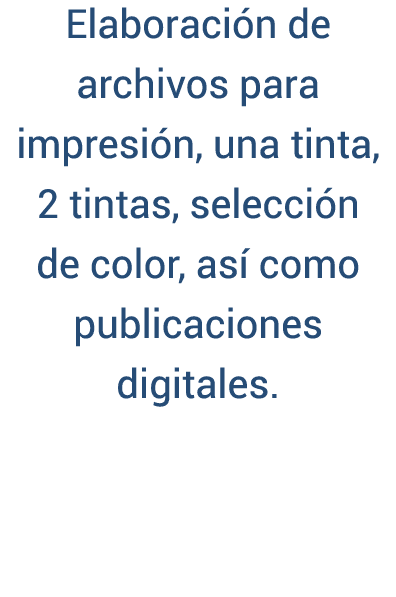 Elaboración de
archivos para
impresión, una tinta,
2 tintas, selección
de color, así como
publicaciones
digitales.